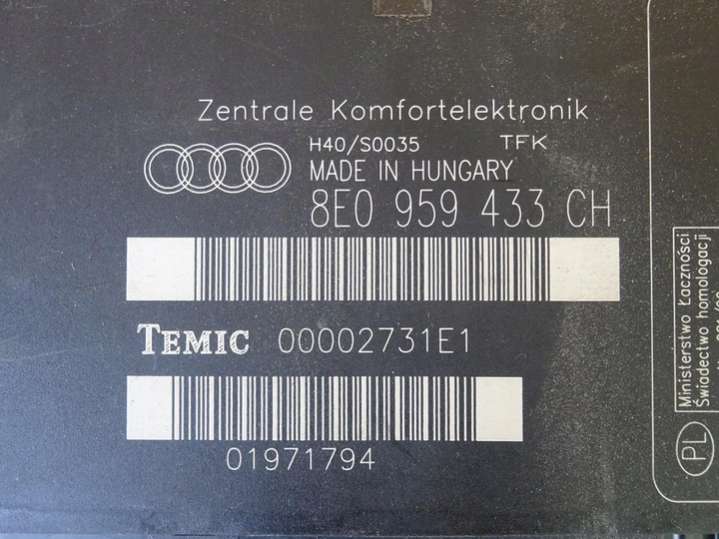 Zentrale Komfortelektronik
H40/S0035 TFK
MADE IN HUNGARY
8E0 959 433 CH
TEMIC 00002731E1
01971794
Ministerstwo Łączności
Świadectwo homologacji
PL